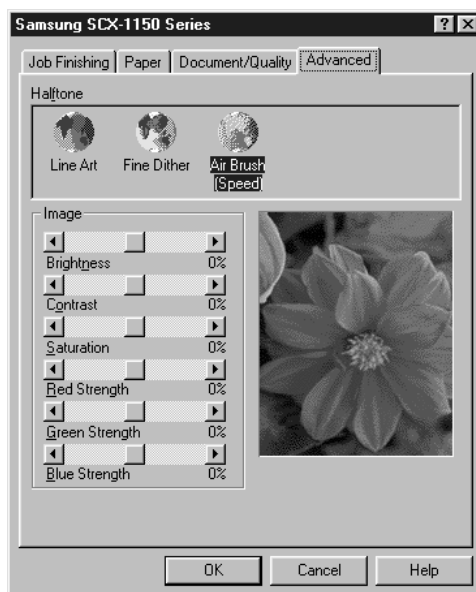 Samsung SCX-1150 Series
Job Finishing Paper Document/Quality Advanced
Halftone
Line Art Fine Dither Air Brush
(Speed)
Image
Brightness 0%
Contrast 0%
Saturation 0%
Red Strength 0%
Green Strength 0%
Blue Strength 0%
OK Cancel Help